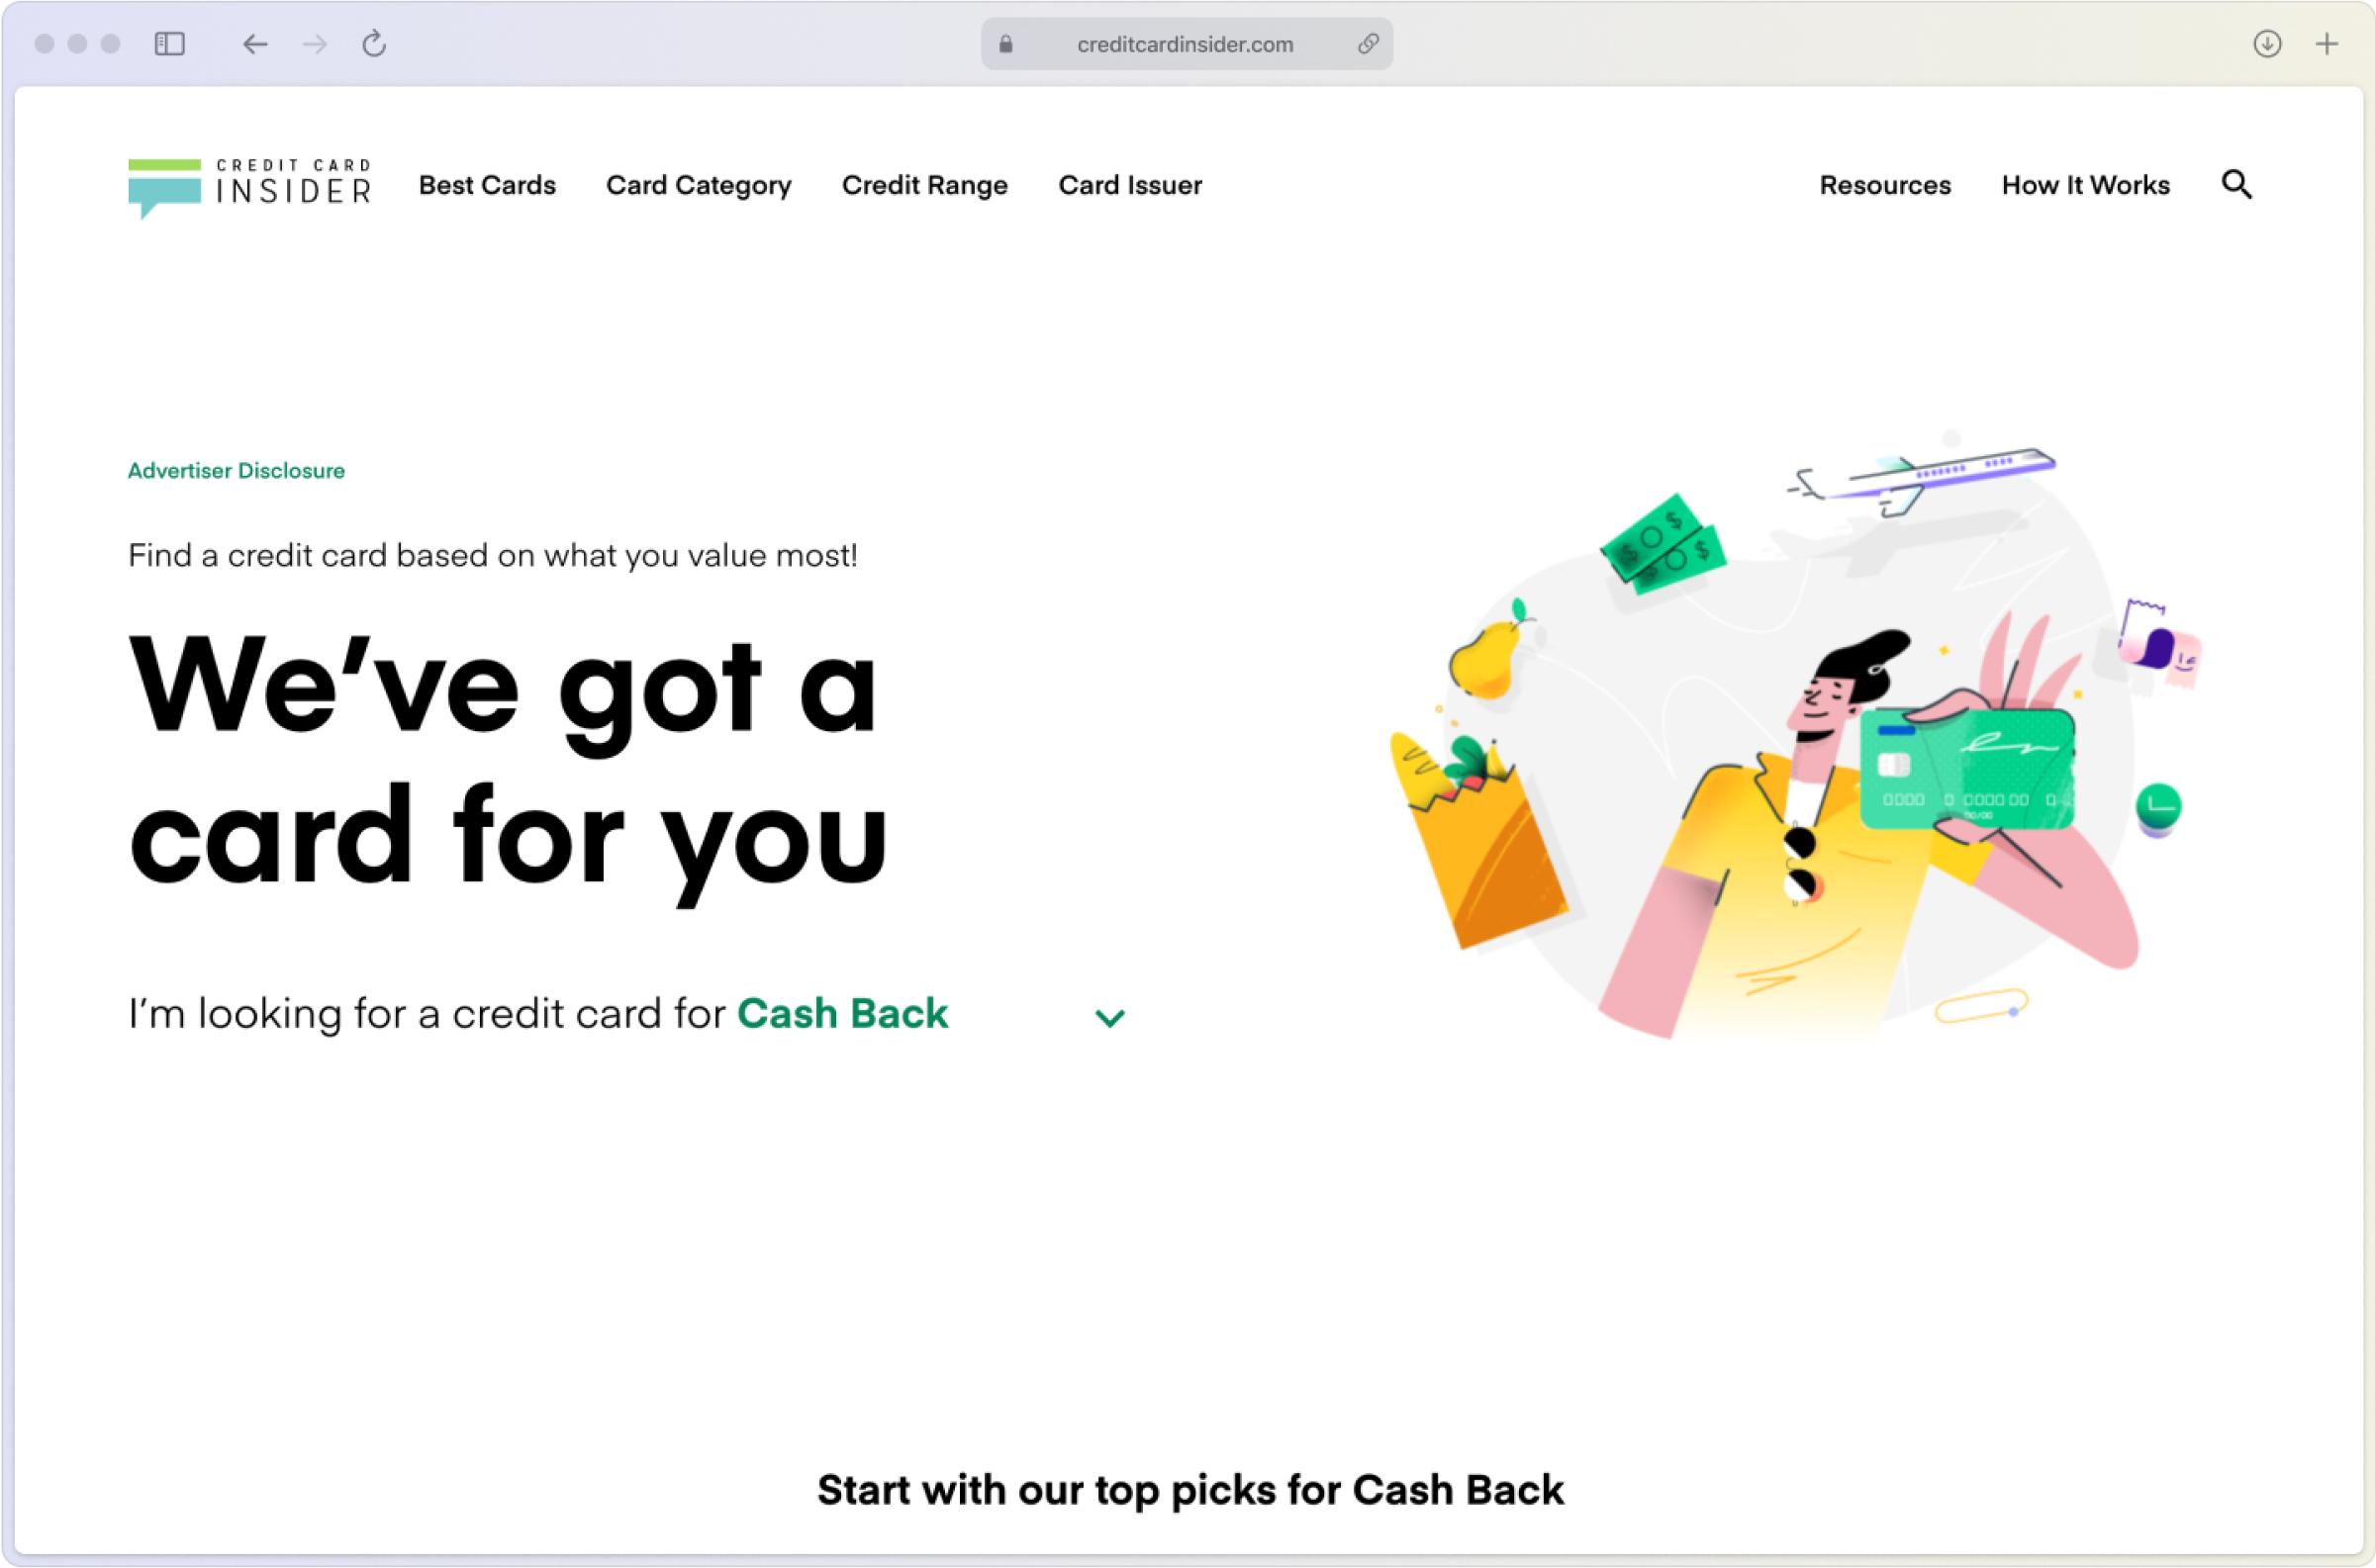 creditcardinsider.com
CREDIT CARD
INSIDER
Best Cards
Card Category
Credit Range
Card Issuer
Resources
How It Works
Advertiser Disclosure
Find a credit card based on what you value most!
We’ve got a
card for you
I’m looking for a credit card for Cash Back
Start with our top picks for Cash Back